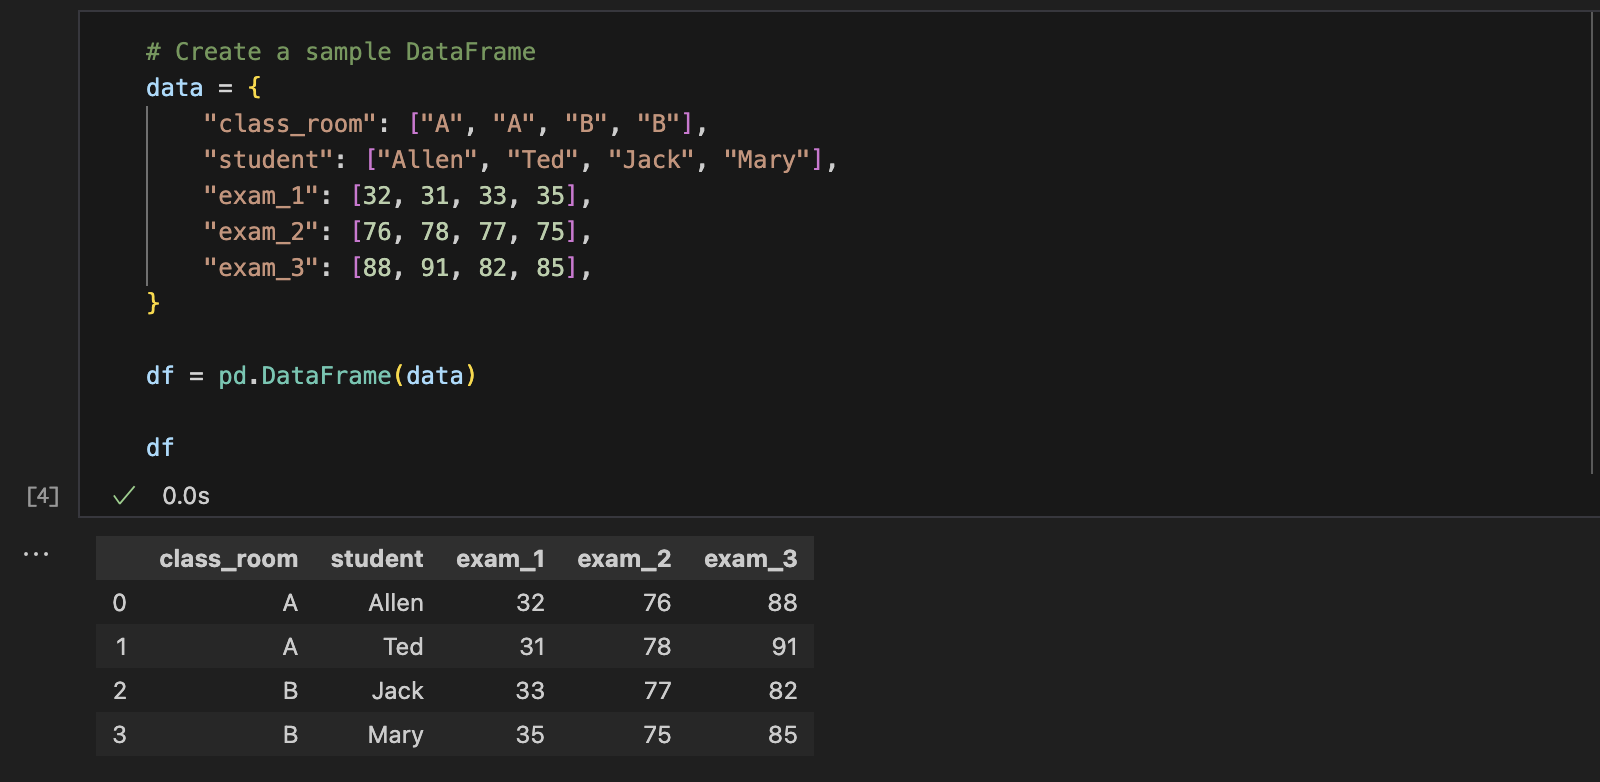 # Create a sample DataFrame
data = {
"class_room": ["A", "A", "B", "B"],
"student": ["Allen", "Ted", "Jack", "Mary"],
"exam_1": [32, 31, 33, 35],
"exam_2": [76, 78, 77, 75],
"exam_3": [88, 91, 82, 85],
}
df = pd.DataFrame(data)
df
[4] ✓ 0.0s
... class_room student exam_1 exam_2 exam_3
0 A Allen 32 76 88
1 A Ted 31 78 91
2 B Jack 33 77 82
3 B Mary 35 75 85